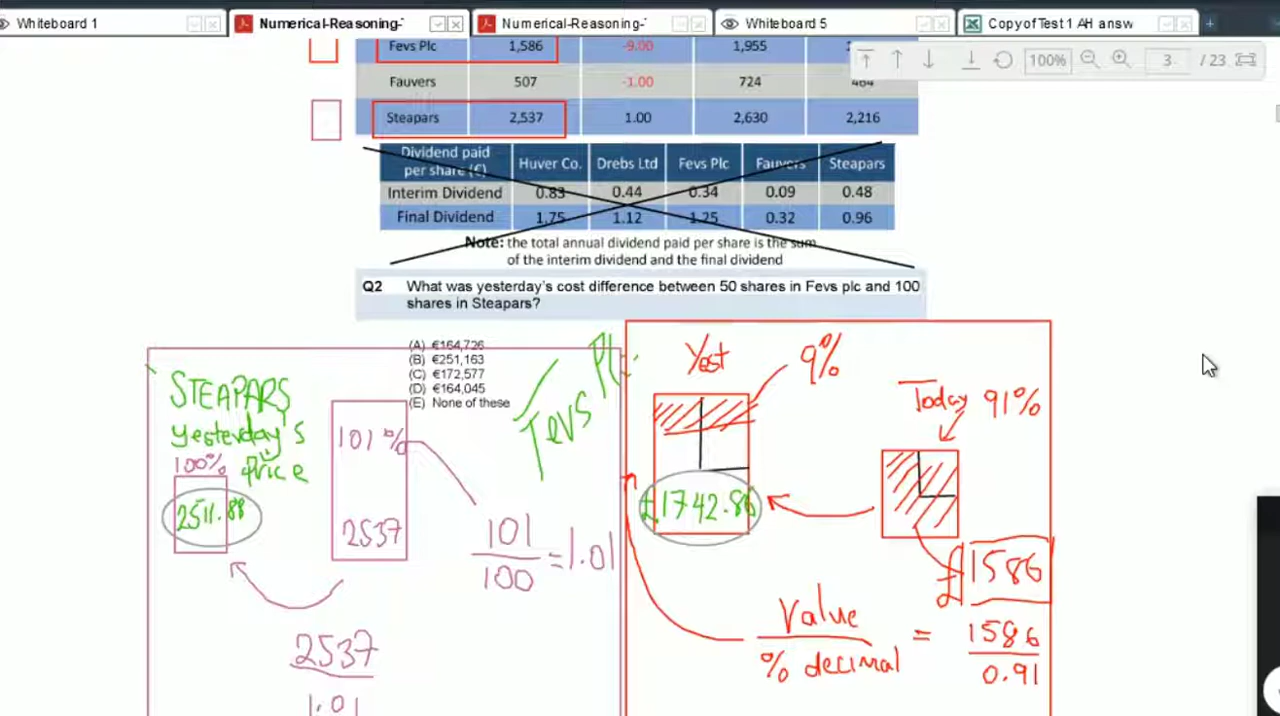 Whiteboard 1
Numerical-Reasoning-T
Numerical-Reasoning-T
Whiteboard 5
CopyofTest 1 AH answ
100%
3 / 23
Fevs Plc 1,586 -9.00 1,955
Fauvers 507 -1.00 724 464
Steapars 2,537 1.00 2,630 2,216
Dividend paid per share (€) Huver Co. Drebs Ltd Fevs Plc Fauvers Steapars
Interim Dividend 0.83 0.44 0.34 0.09 0.48
Final Dividend 1.75 1.12 1.25 0.32 0.96
Note: the total annual dividend paid per share is the sum
of the interim dividend and the final dividend
Q2 What was yesterday's cost difference between 50 shares in Fevs plc and 100
shares in Steapars?
(A) €164,726
(B) €251,163
(C) €172,577
(D) €164,045
(E) None of these
STEAPARS
yesterday's
price
100%
2511.88
101%
2537
101
100
=1.01
2537
1.01
Fevs Plc
Yest
9%
£1742.86
Today 91%
£1586
Value
% decimal
=
1586
0.91